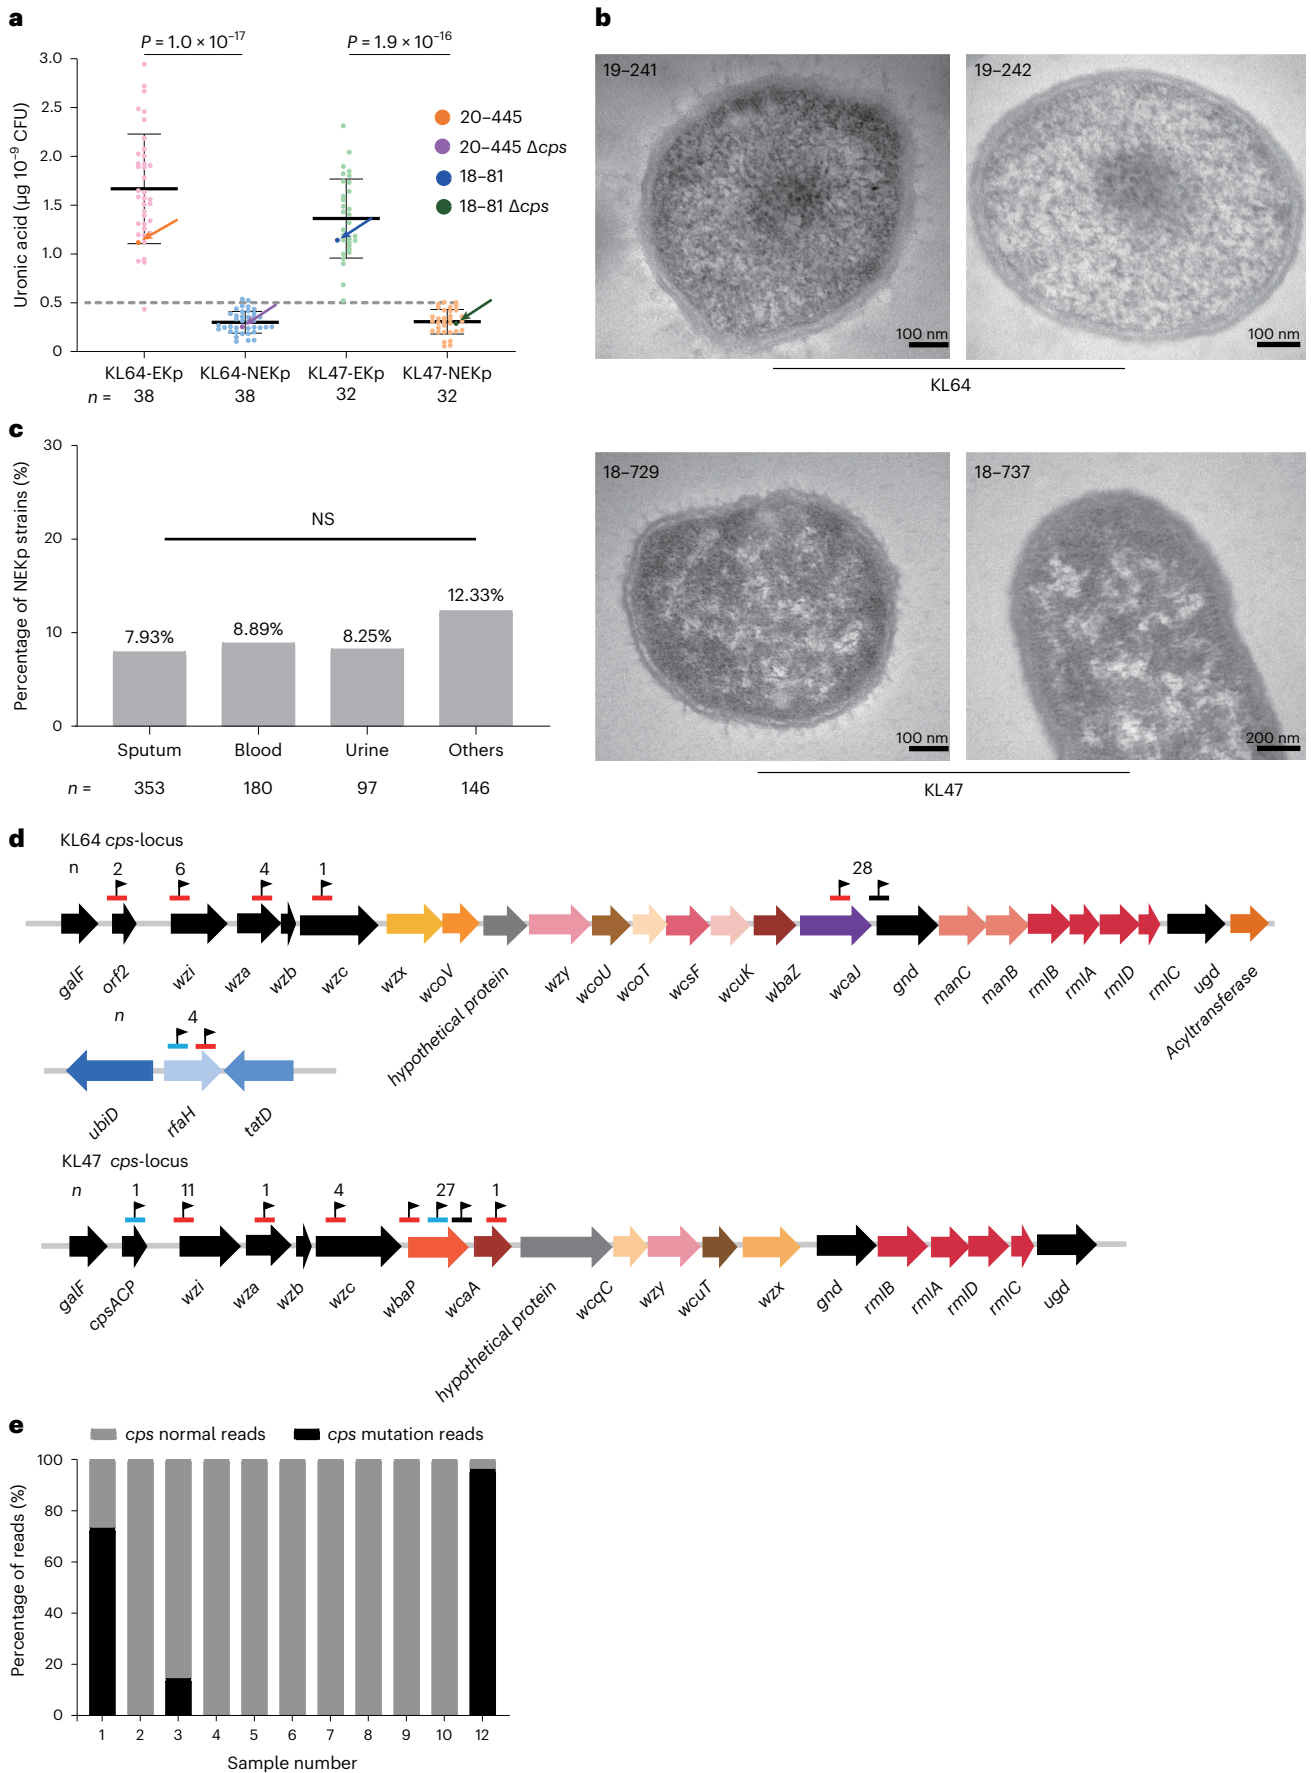 a
P = 1.0 × 10⁻¹⁷
P = 1.9 × 10⁻¹⁶
Uronic acid (µg 10⁻⁹ CFU)
3.0
2.5
2.0
1.5
1.0
0.5
0
20–445
20–445 Δcps
18–81
18–81 Δcps
KL64-EKp KL64-NEKp KL47-EKp KL47-NEKp
n = 38 38 32 32
b
19–241
100 nm
19–242
100 nm
KL64
18–729
100 nm
18–737
200 nm
KL47
c
Percentage of NEKp strains (%)
30
20
10
0
NS
7.93%
8.89%
8.25%
12.33%
Sputum Blood Urine Others
n = 353 180 97 146
d
KL64 cps-locus
n 2 6 4 1 28
galF orf2 wzi wza wzb wzc wzx wcoV hypothetical protein wzy wcoU wcoT wcsF wcuK wbaZ wcaJ gnd manC manB rmlB rmlA rmlD rmlC ugd Acyltransferase
n 4
ubiD rfaH tatD
KL47 cps-locus
n 1 11 1 4 27 1
galF cpsACP wzi wza wzb wzc wbaP wcaA hypothetical protein wcqC wzy wcuT wzx gnd rmlB rmlA rmlD rmlC ugd
e
cps normal reads cps mutation reads
Percentage of reads (%)
100
80
60
40
20
0
1 2 3 4 5 6 7 8 9 10 12
Sample number